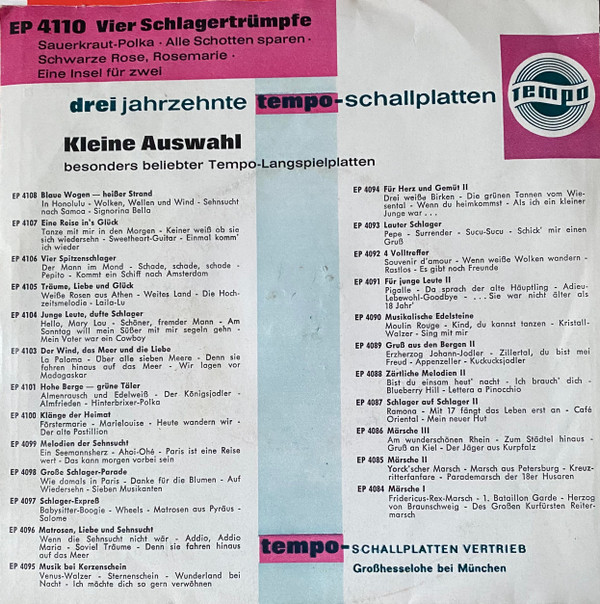 EP 4110 Vier Schlagertrümpfe
Sauerkraut-Polka · Alle Schotten sparen ·
Schwarze Rose, Rosemarie ·
Eine Insel für zwei
TEMPO
drei jahrzehnte tempo-schallplatten
Kleine Auswahl
besonders beliebter Tempo-Langspielplatten
EP 4108 Blaue Wogen — heißer Strand
In Honolulu - Wolken, Wellen und Wind - Sehnsucht
nach Samoa - Signorina Bella
EP 4107 Eine Reise in's Glück
Tanze mit mir in den Morgen - Keiner weiß ob sie
sich wiedersehn - Sweetheart-Guitar - Einmal komm'
ich wieder
EP 4106 Vier Spitzenschlager
Der Mann im Mond - Schade, schade, schade -
Pepito - Kommt ein Schiff nach Amsterdam
EP 4105 Träume, Liebe und Glück
Weiße Rosen aus Athen - Weites Land - Die Hoch-
zeitsmelodie - Laila-Lu
EP 4104 Junge Leute, dufte Schlager
Hello, Mary Lou - Schöner, fremder Mann - Am
Sonntag will mein Süßer mit mir segeln gehn -
Mein Vater war ein Cowboy
EP 4103 Der Wind, das Meer und die Liebe
La Paloma - Über alle sieben Meere - Denn sie
fahren hinaus auf das Meer - Wir lagen vor
Madagaskar
EP 4101 Hohe Berge — grüne Täler
Almenrausch und Edelweiß - Der Königsjodler -
Almfrieden - Hinterbrixer-Polka
EP 4100 Klänge der Heimat
Förstermarie - Marielouise - Heute wandern wir -
Der alte Postillion
EP 4099 Melodien der Sehnsucht
Ein Seemannsherz - Ahoi-Ohé - Paris ist eine Reise
wert - Das kann morgen vorbei sein
EP 4098 Große Schlager-Parade
Wie damals in Paris - Danke für die Blumen - Auf
Wiedersehn - Sieben Musikanten
EP 4097 Schlager-Expreß
Babysitter-Boogie - Wheels - Matrosen aus Pyräus -
Salome
EP 4096 Matrosen, Liebe und Sehnsucht
Wenn die Sehnsucht nicht wär - Addio, Addio
Maria - Soviel Träume - Denn sie fahren hinaus
auf das Meer
EP 4095 Musik bei Kerzenschein
Venus-Walzer - Sternenschein - Wunderland bei
Nacht - Ich möchte dich so gern verwöhnen
EP 4094 Für Herz und Gemüt II
Drei weiße Birken - Die grünen Tannen vom Wie-
sental - Wenn du heimkommst - Als ich ein kleiner
Junge war . . .
EP 4093 Lauter Schlager
Pepe - Surrender - Sucu-Sucu - Schick' mir einen
Gruß
EP 4092 4 Volltreffer
Souvenir d'amour - Wenn weiße Wolken wandern -
Rastlos - Es gibt noch Freunde
EP 4091 Für junge Leute II
Pigalle - Da sprach der alte Häuptling - Adieu-
Lebewohl-Goodbye - . . . Sie war nicht älter als
18 Jahr'
EP 4090 Musikalische Edelsteine
Moulin Rouge - Kind, du kannst tanzen - Kristall-
Walzer - Sing mit mir
EP 4089 Gruß aus den Bergen II
Erzherzog Johann-Jodler - Zillertal, du bist mei
Freud - Appenzeller - Kuckucksjodler
EP 4088 Zärtliche Melodien II
Bist du einsam heut' nacht - Ich brauch' dich -
Blueberry Hill - Lettera a Pinocchio
EP 4087 Schlager auf Schlager II
Ramona - Mit 17 fängt das Leben erst an - Café
Oriental - Mein neuer Hut
EP 4086 Märsche III
Am wunderschönen Rhein - Zum Städtel hinaus -
Gruß an Kiel - Der Jäger aus Kurpfalz
EP 4085 Märsche II
Yorck'scher Marsch - Marsch aus Petersburg - Kreuz-
ritterfanfare - Parademarsch der 18er Husaren
EP 4084 Märsche I
Fridericus-Rex-Marsch - 1. Bataillon Garde - Herzog
von Braunschweig - Des Großen Kurfürsten Reiter-
marsch
tempo-SCHALLPLATTEN VERTRIEB
Großhesselohe bei München